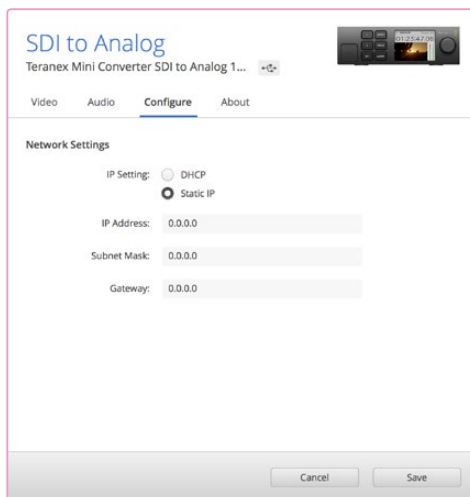 SDI to Analog
Teranex Mini Converter SDI to Analog 1...
Video Audio Configure About
Network Settings
IP Setting: DHCP
Static IP
IP Address: 0.0.0.0
Subnet Mask: 0.0.0.0
Gateway: 0.0.0.0
Cancel Save